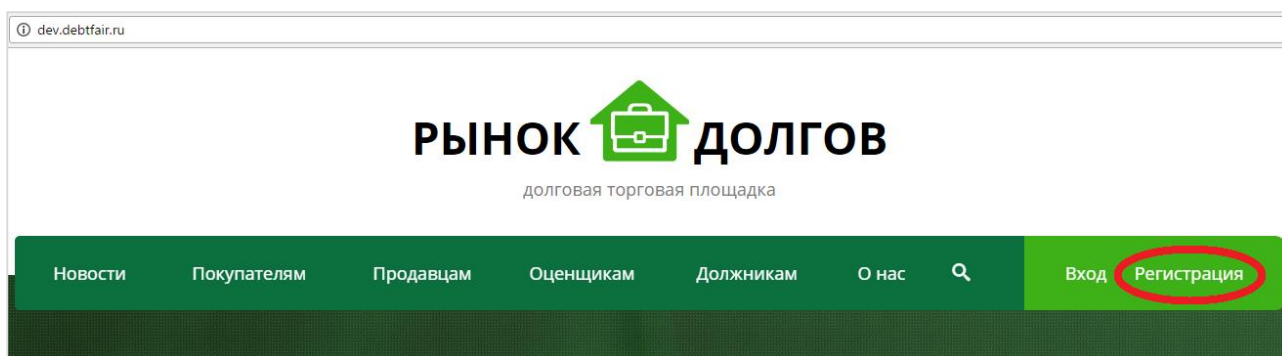 dev.debtfair.ru
РЫНОК ДОЛГОВ
долговая торговая площадка
Новости Покупателям Продавцам Оценщикам Должникам О нас Вход Регистрация